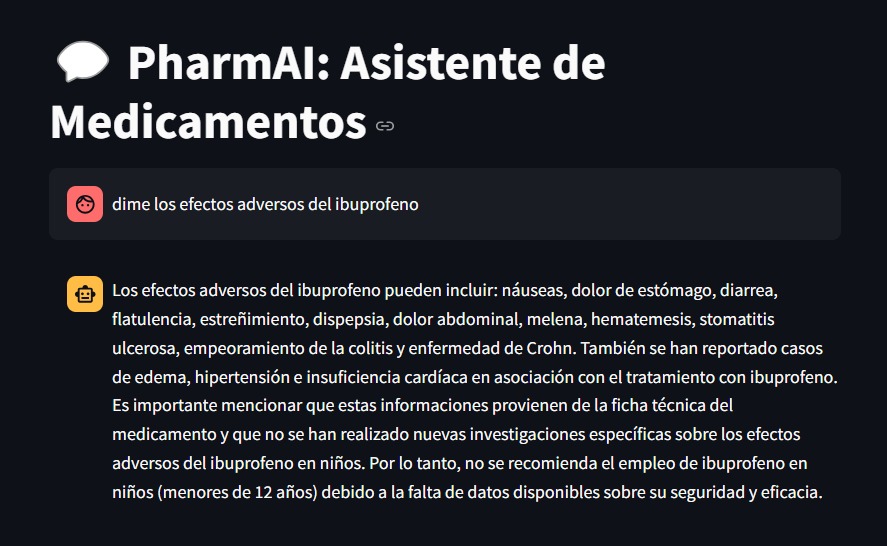 PharmAI: Asistente de
Medicamentos
dime los efectos adversos del ibuprofeno
Los efectos adversos del ibuprofeno pueden incluir: náuseas, dolor de estómago, diarrea,
flatulencia, estreñimiento, dispepsia, dolor abdominal, melena, hematemesis, stomatitis
ulcerosa, empeoramiento de la colitis y enfermedad de Crohn. También se han reportado casos
de edema, hipertensión e insuficiencia cardíaca en asociación con el tratamiento con ibuprofeno.
Es importante mencionar que estas informaciones provienen de la ficha técnica del
medicamento y que no se han realizado nuevas investigaciones específicas sobre los efectos
adversos del ibuprofeno en niños. Por lo tanto, no se recomienda el empleo de ibuprofeno en
niños (menores de 12 años) debido a la falta de datos disponibles sobre su seguridad y eficacia.